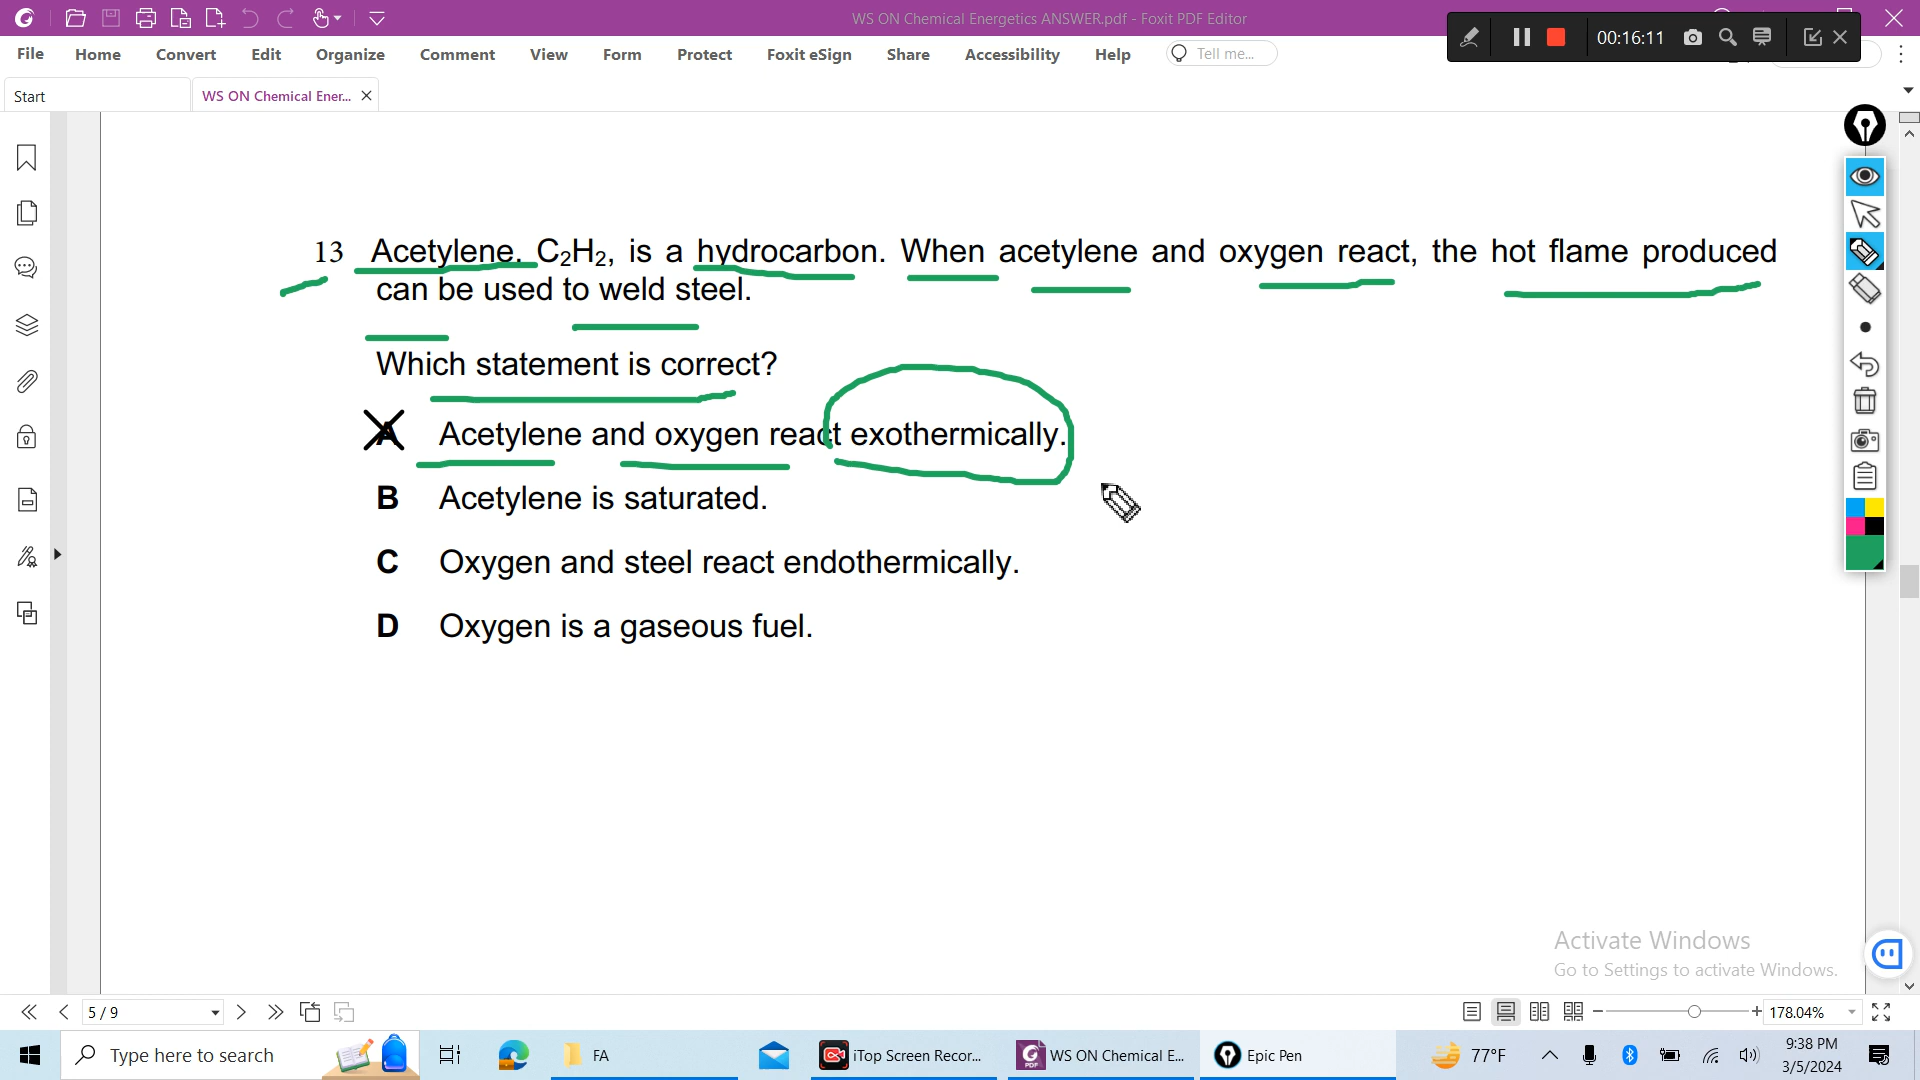 WS ON Chemical Energetics ANSWER.pdf - Foxit PDF Editor
00:16:11
File Home Convert Edit Organize Comment View Form Protect Foxit eSign Share Accessibility Help Tell me...
Start WS ON Chemical Ener...
13 Acetylene, C₂H₂, is a hydrocarbon. When acetylene and oxygen react, the hot flame produced
can be used to weld steel.
Which statement is correct?
A Acetylene and oxygen react exothermically.
B Acetylene is saturated.
C Oxygen and steel react endothermically.
D Oxygen is a gaseous fuel.
Activate Windows
Go to Settings to activate Windows.
5 / 9 178.04%
Type here to search FA iTop Screen Recor... WS ON Chemical E... Epic Pen 77°F 9:38 PM
3/5/2024